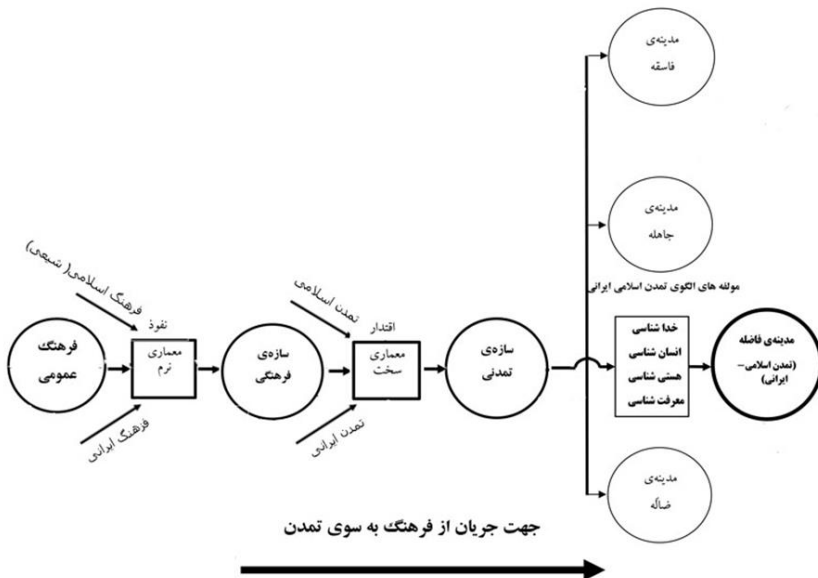 مدینه‌ی
فاسقه
مدینه‌ی
جاهله
مولفه های الگوی تمدن اسلامی ایرانی
فرهنگ اسلامی( شیعی)
نفوذ
تمدن اسلامی
اقتدار
فرهنگ
عمومی
معماری
نرم
سازه‌ی
فرهنگی
معماری
سخت
سازه‌ی
تمدنی
خدا شناسی
انسان شناسی
هستی شناسی
معرفت شناسی
مدینه‌ی فاضله
(تمدن اسلامی–
ایرانی)
فرهنگ ایرانی
تمدن ایرانی
مدینه‌ی
ضاله
جهت جریان از فرهنگ به سوی تمدن